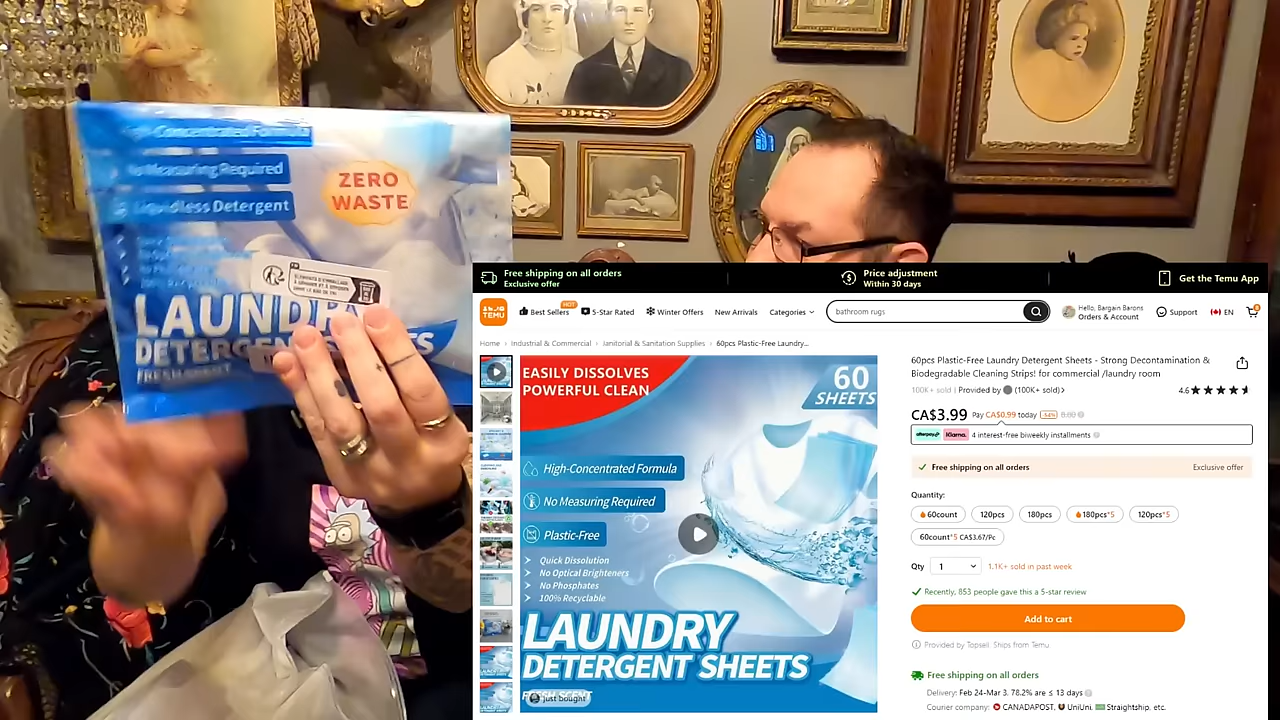 High-Concentrated Formula
No Measuring Required
Liquidless Detergent
ZERO
WASTE
LAUNDRY
DETERGENT SHEETS
Free shipping on all orders
Exclusive offer
Price adjustment
Within 30 days
Get the Temu App
TEMU
Best Sellers
HOT
5-Star Rated
Winter Offers
New Arrivals
Categories
bathroom rugs
Hello, Bargain Barons
Orders & Account
Support
EN
Home > Industrial & Commercial > Janitorial & Sanitation Supplies > 60pcs Plastic-Free Laundry...
EASILY DISSOLVES
POWERFUL CLEAN
60
SHEETS
High-Concentrated Formula
No Measuring Required
Plastic-Free
Quick Dissolution
No Optical Brighteners
No Phosphates
100% Recyclable
LAUNDRY
DETERGENT SHEETS
FRESH SCENT
just bought
60pcs Plastic-Free Laundry Detergent Sheets - Strong Decontamination &
Biodegradable Cleaning Strips! for commercial /laundry room
100K+ sold | Provided by (100K+ sold) >
4.6
CA$3.99 Pay CA$0.99 today -54% 8.80
afterpay Klarna. 4 interest-free biweekly installments
Free shipping on all orders
Exclusive offer
Quantity:
60count
120pcs
180pcs
180pcs*5
120pcs*5
60count*5 CA$3.67/Pc
Qty 1 1.1K+ sold in past week
Recently, 853 people gave this a 5-star review
Add to cart
Provided by Topsell. Ships from Temu
Free shipping on all orders
Delivery: Feb 24-Mar 3. 78.2% are ≤ 13 days
Courier company: CANADAPOST, UniUni, Straightship, etc.